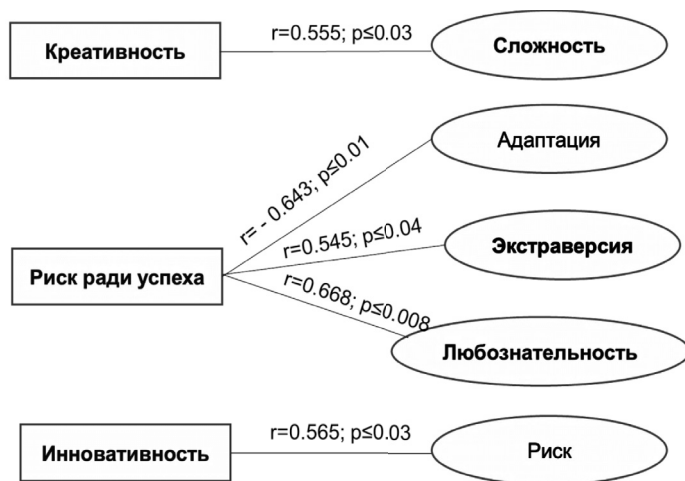 Креативность
r=0.555; p≤0.03
Сложность
Риск ради успеха
r= - 0.643; p≤0.01
Адаптация
r=0.545; p≤0.04
Экстраверсия
r=0.668; p≤0.008
Любознательность
Инновативность
r=0.565; p≤0.03
Риск